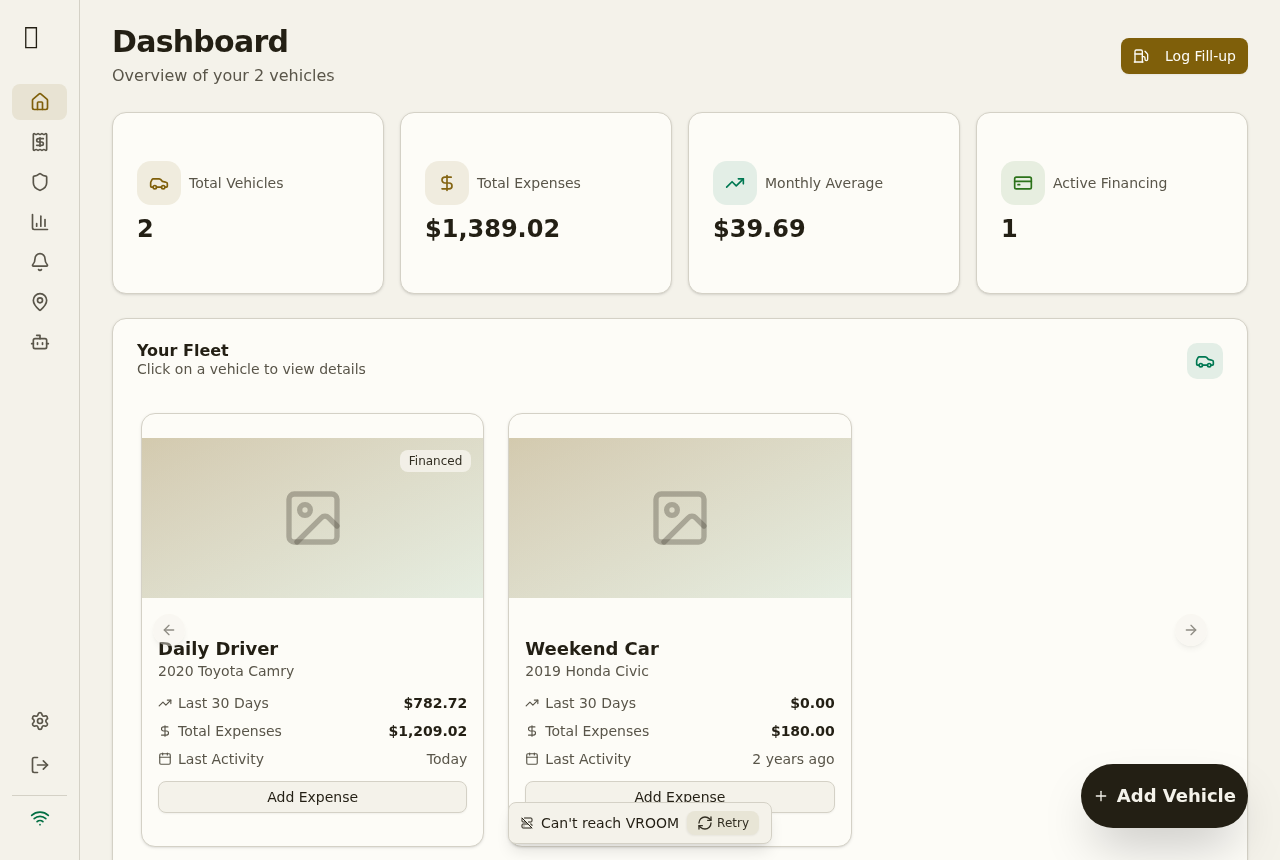 Dashboard
Overview of your 2 vehicles
Log Fill-up
Total Vehicles
2
Total Expenses
$1,389.02
Monthly Average
$39.69
Active Financing
1
Your Fleet
Click on a vehicle to view details
Financed
Daily Driver
2020 Toyota Camry
Last 30 Days $782.72
Total Expenses $1,209.02
Last Activity Today
Add Expense
Weekend Car
2019 Honda Civic
Last 30 Days $0.00
Total Expenses $180.00
Last Activity 2 years ago
Add Expense
Can't reach VROOM Retry
Add Vehicle